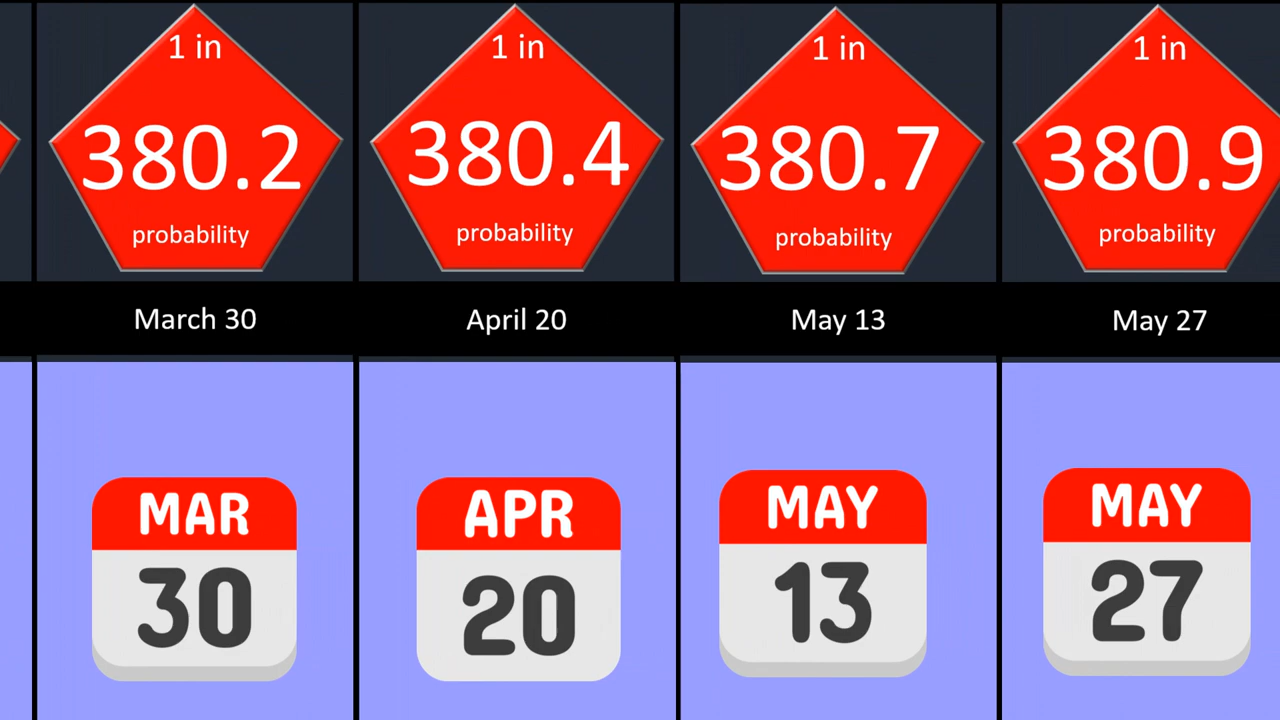 1 in
380.2
probability
March 30
MAR
30
1 in
380.4
probability
April 20
APR
20
1 in
380.7
probability
May 13
MAY
13
1 in
380.9
probability
May 27
MAY
27